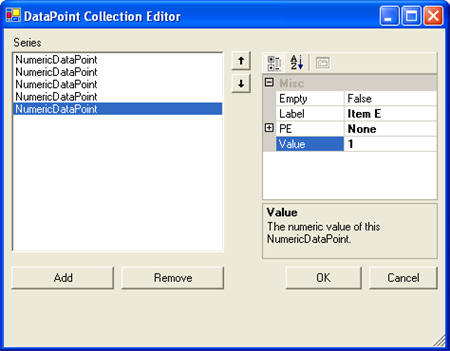 DataPoint Collection Editor
Series
NumericDataPoint
NumericDataPoint
NumericDataPoint
NumericDataPoint
NumericDataPoint
Misc
Empty False
Label Item E
PE None
Value 1
Value
The numeric value of this
NumericDataPoint.
Add Remove OK Cancel